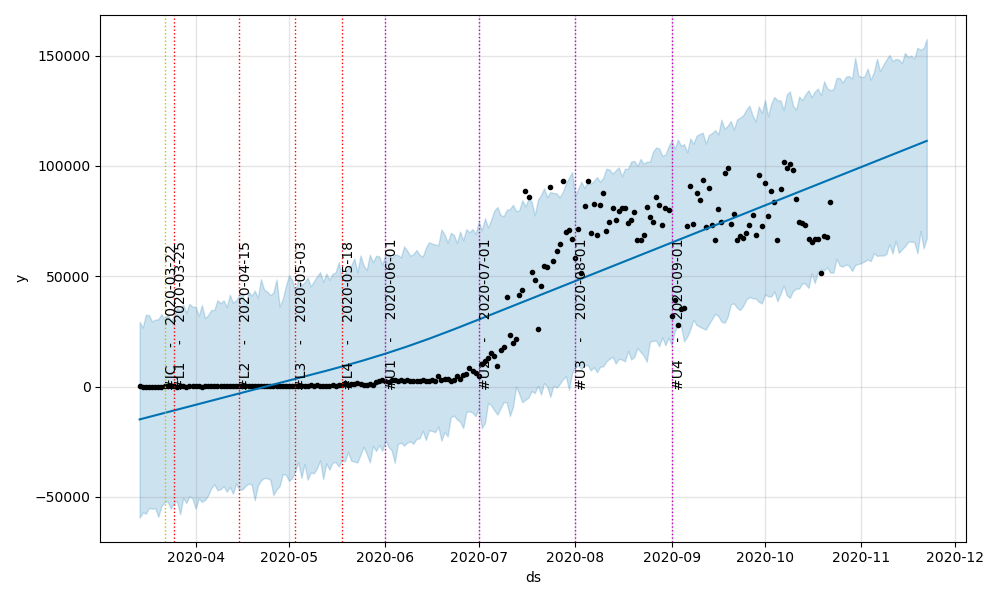 150000
100000
50000
0
−50000
y
#JC - 2020-03-22
#L1 - 2020-03-25
#L2 - 2020-04-15
#L3 - 2020-05-03
#L4 - 2020-05-18
#U1 - 2020-06-01
#U2 - 2020-07-01
#U3 - 2020-08-01
#U4 - 2020-09-01
2020-04
2020-05
2020-06
2020-07
2020-08
2020-09
2020-10
2020-11
2020-12
ds